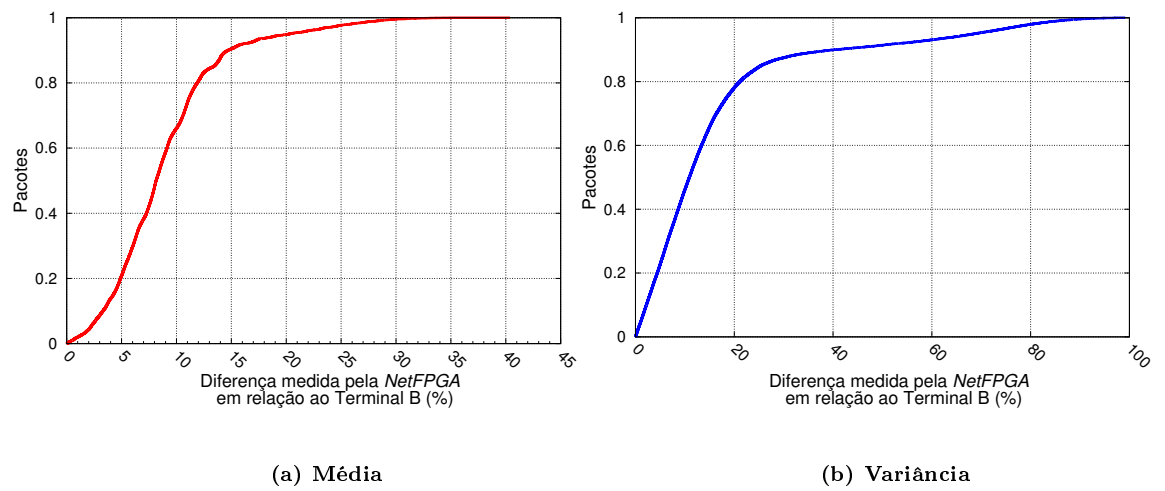 1
0.8
0.6
0.4
0.2
0
Pacotes
0 5 10 15 20 25 30 35 40 45
Diferença medida pela NetFPGA
em relação ao Terminal B (%)
(a) Média
1
0.8
0.6
0.4
0.2
0
Pacotes
0 20 40 60 80 100
Diferença medida pela NetFPGA
em relação ao Terminal B (%)
(b) Variância